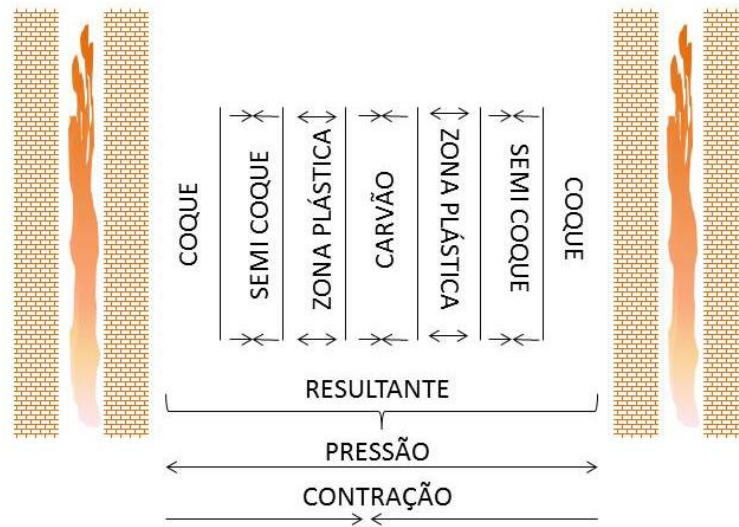 COQUE
SEMI COQUE
ZONA PLÁSTICA
CARVÃO
ZONA PLÁSTICA
SEMI COQUE
COQUE
RESULTANTE
PRESSÃO
CONTRAÇÃO